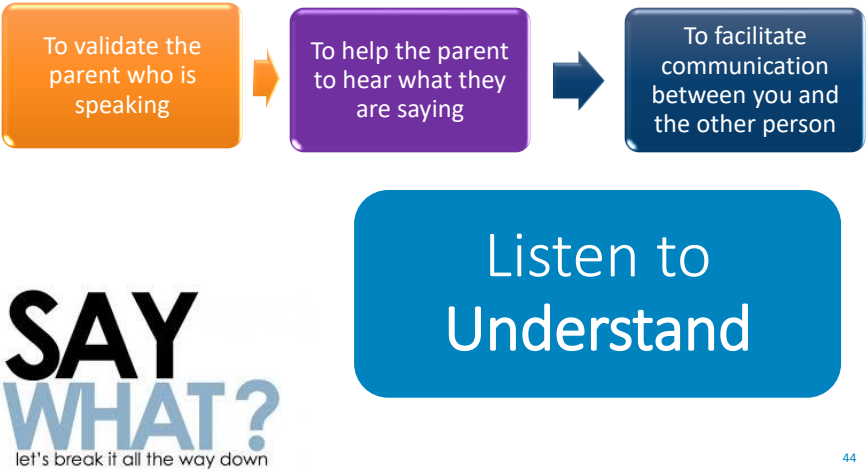 To validate the
parent who is
speaking
To help the parent
to hear what they
are saying
To facilitate
communication
between you and
the other person
Listen to
Understand
SAY
WHAT?
let's break it all the way down
44